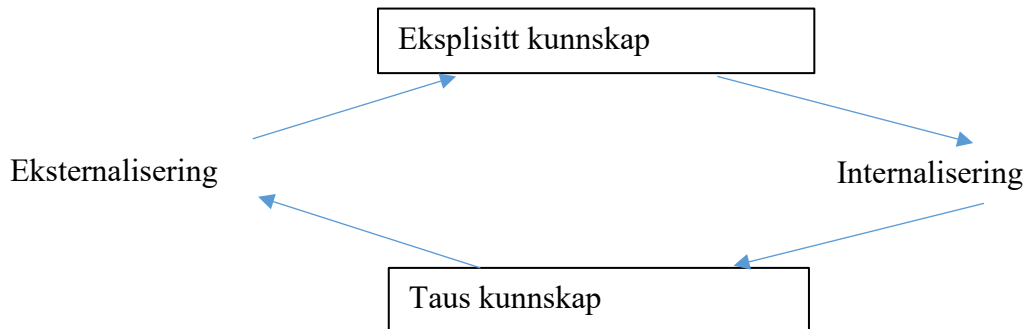 Eksplisitt kunnskap
Eksternalisering
Internalisering
Taus kunnskap